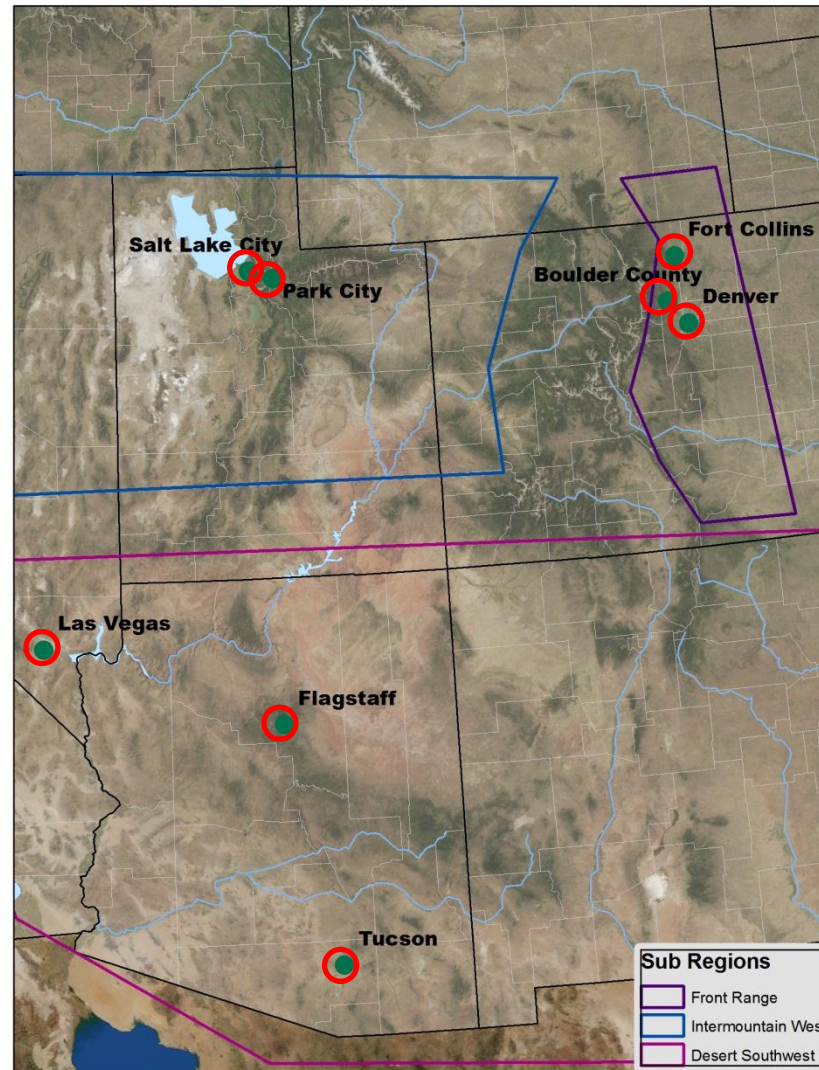 Fort Collins
Salt Lake City
Boulder County
Park City
Denver
Las Vegas
Flagstaff
Tucson
Sub Regions
Front Range
Intermountain Wes
Desert Southwest